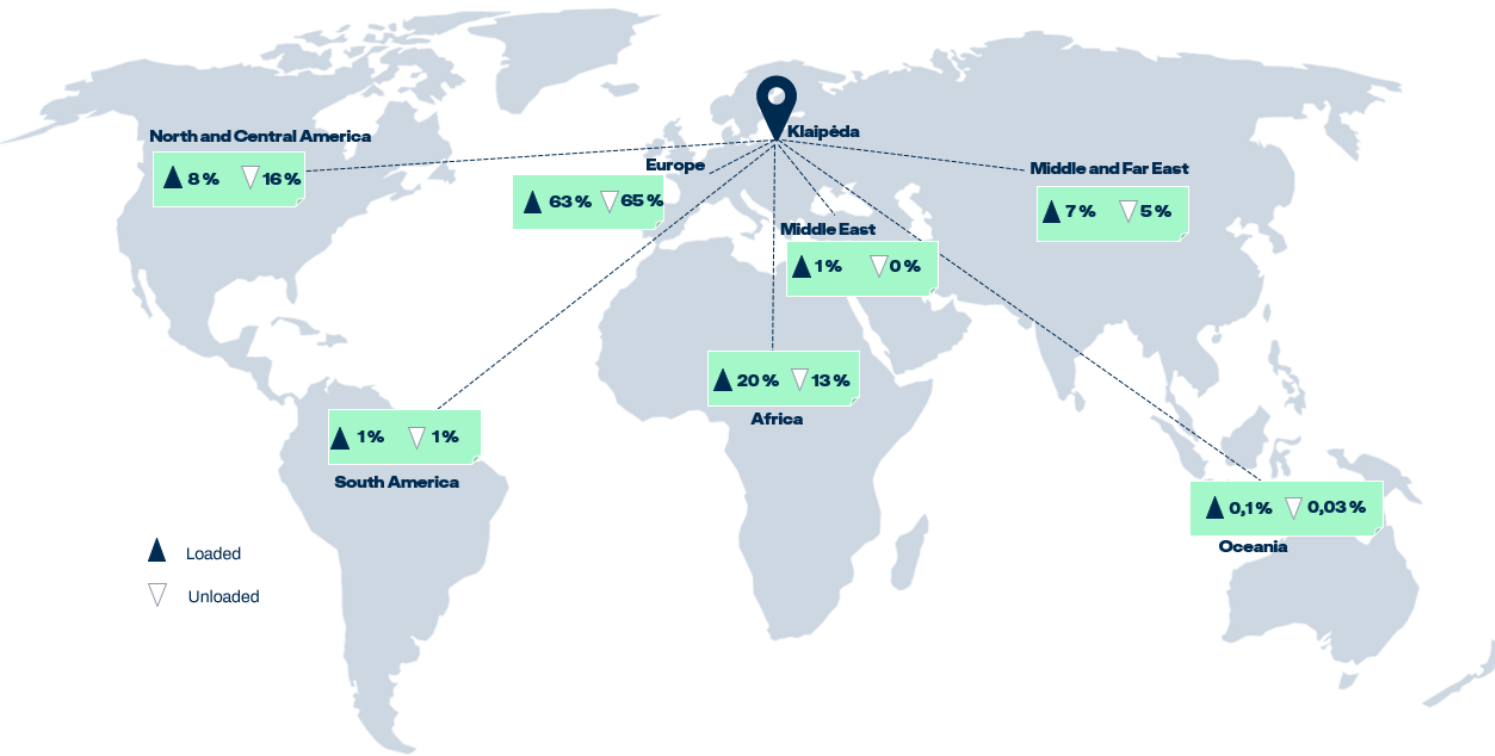 North and Central America
8 % 16 %
Klaipėda
Europe
63 % 65 %
Middle and Far East
7 % 5 %
Middle East
1 % 0 %
Africa
20 % 13 %
South America
1 % 1 %
Oceania
0,1 % 0,03 %
Loaded
Unloaded